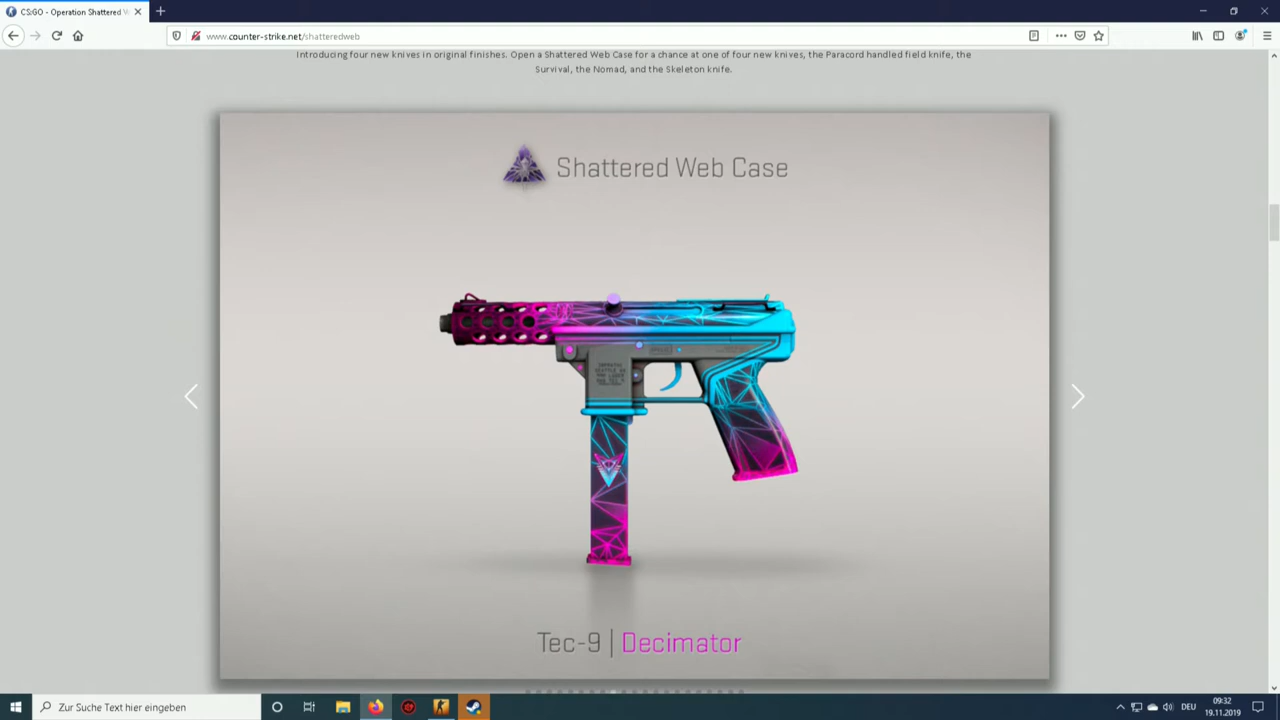 CS:GO - Operation Shattered W
www.counter-strike.net/shatteredweb
Introducing four new knives in original finishes. Open a Shattered Web Case for a chance at one of four new knives, the Paracord handled field knife, the
Survival, the Nomad, and the Skeleton knife.
Shattered Web Case
Tec-9 | Decimator
Zur Suche Text hier eingeben
DEU
09:32
19.11.2019